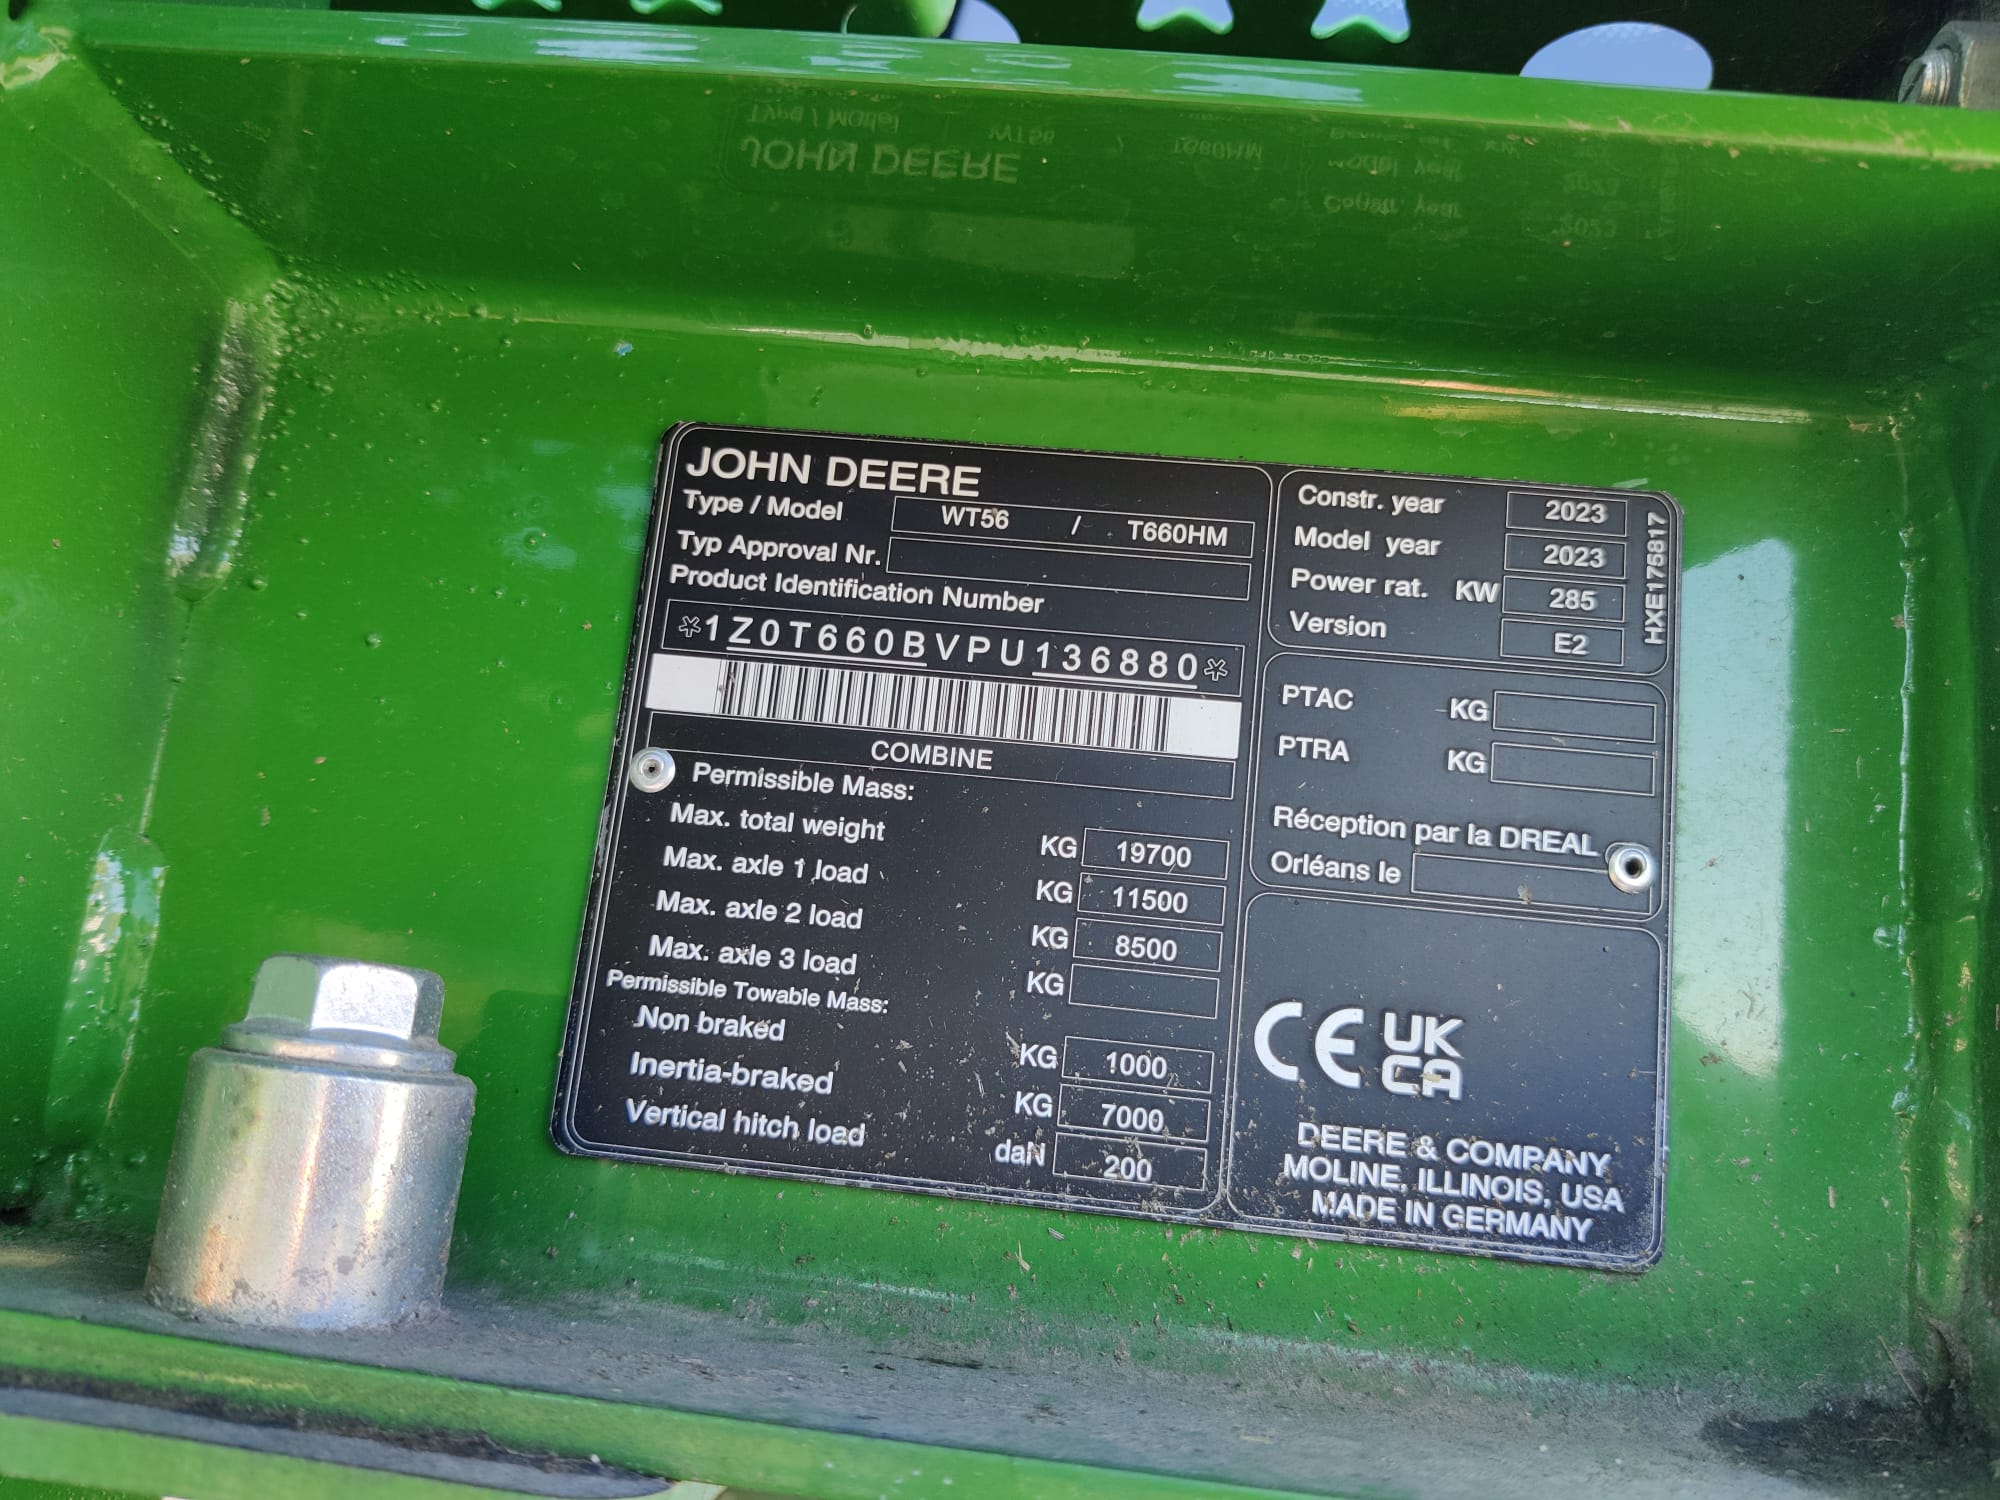 JOHN DEERE
Type / Model WT56 / T660HM
Typ Approval Nr.
Product Identification Number
*1Z0T660BVPU136880*
COMBINE
Permissible Mass:
Max. total weight KG 19700
Max. axle 1 load KG 11500
Max. axle 2 load KG 8500
Max. axle 3 load KG
Permissible Towable Mass:
Non braked KG 1000
Inertia-braked KG 7000
Vertical hitch load daN 200
Constr. year 2023
Model year 2023
Power rat. KW 285
Version E2
HXE175817
PTAC KG
PTRA KG
Réception par la DREAL
Orléans le
CE UK
CA
DEERE & COMPANY
MOLINE, ILLINOIS, USA
MADE IN GERMANY